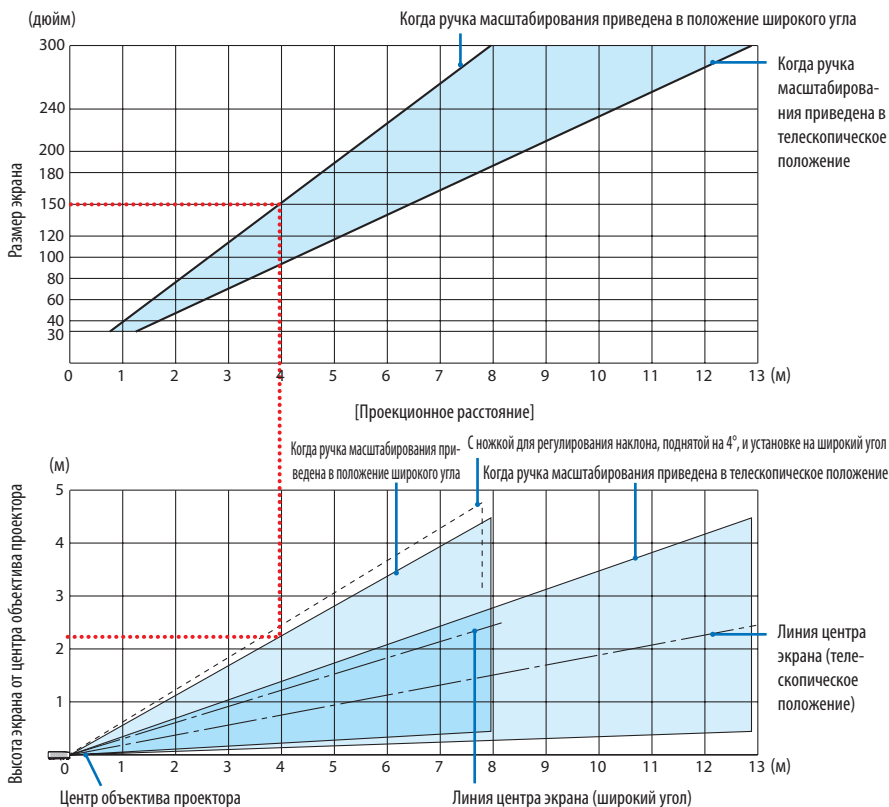 (дюйм)
Когда ручка масштабирования приведена в положение широкого угла
300
240
200
180
150
120
100
80
60
40
30
Размер экрана
Когда ручка
масштабирова-
ния приведена в
телескопическое
положение
0 1 2 3 4 5 6 7 8 9 10 11 12 13 (м)
[Проекционное расстояние]
Когда ручка масштабирования при-
ведена в положение широкого угла
С ножкой для регулирования наклона, поднятой на 4°, и установке на широкий угол
Когда ручка масштабирования приведена в телескопическое положение
(м)
5
4
3
2
1
Высота экрана от центра объектива проектора
Линия центра
экрана (теле-
скопическое
положение)
0 1 2 3 4 5 6 7 8 9 10 11 12 13 (м)
Центр объектива проектора
Линия центра экрана (широкий угол)